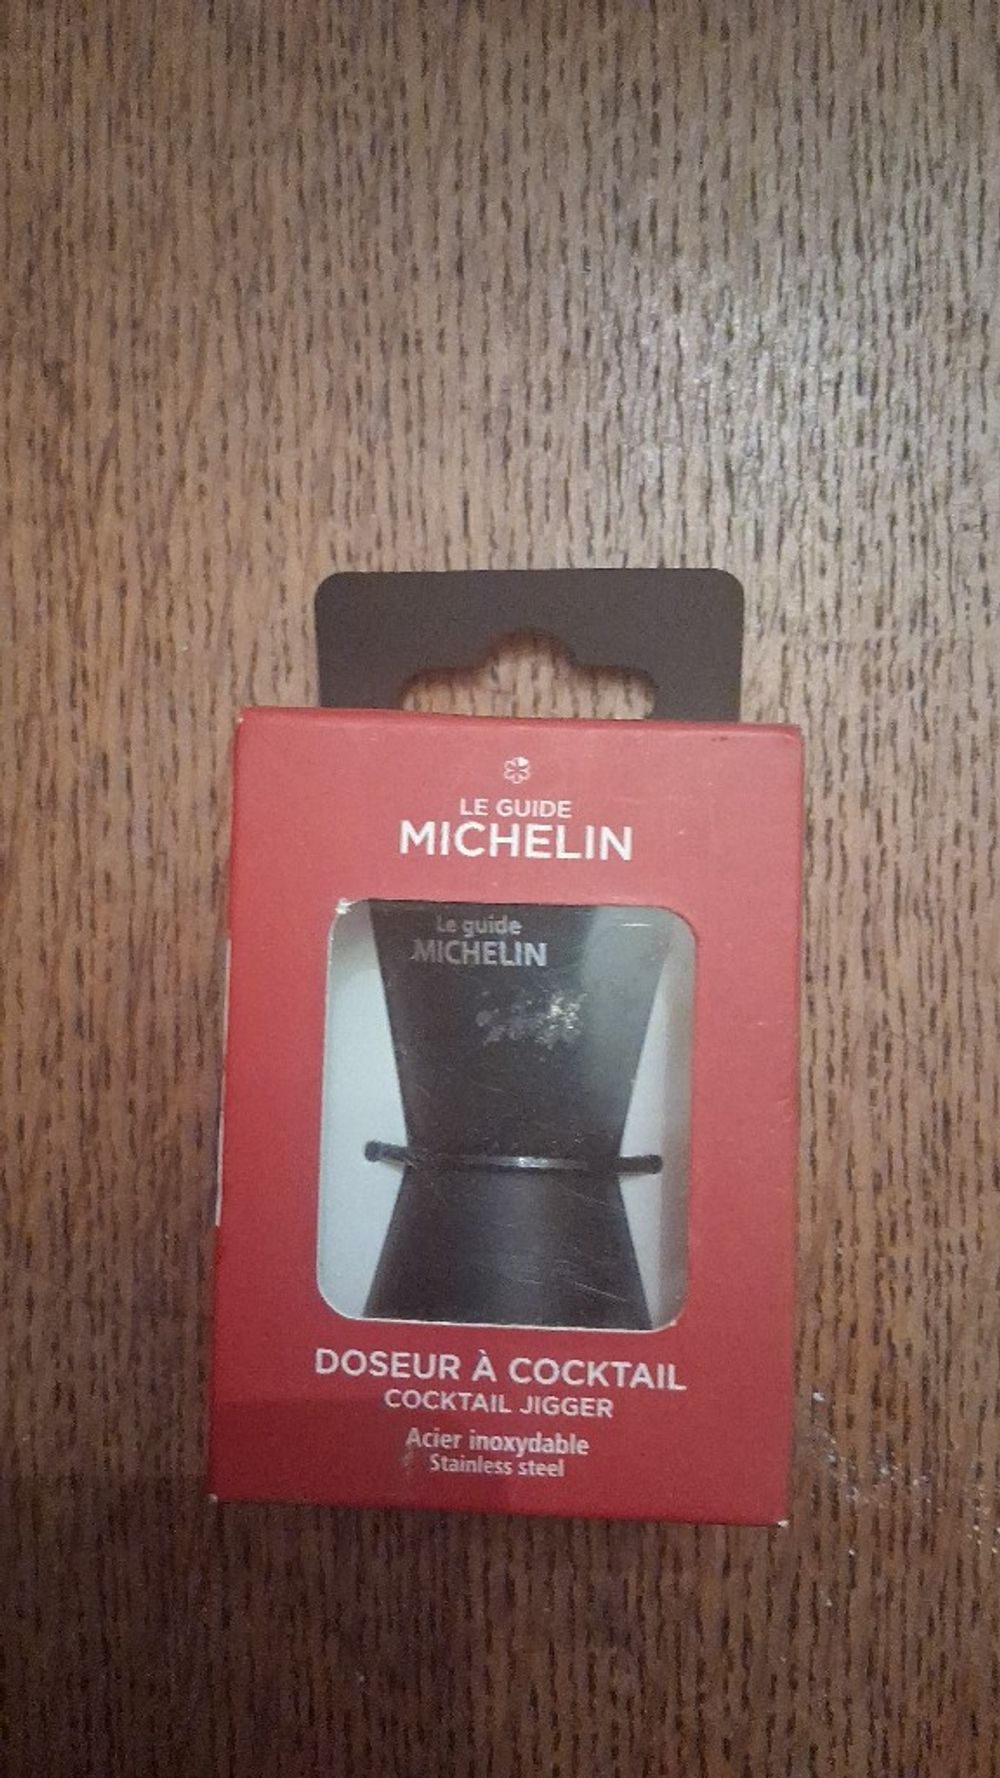 LE GUIDE
MICHELIN
Le guide
MICHELIN
DOSEUR À COCKTAIL
COCKTAIL JIGGER
Acier inoxydable
Stainless steel